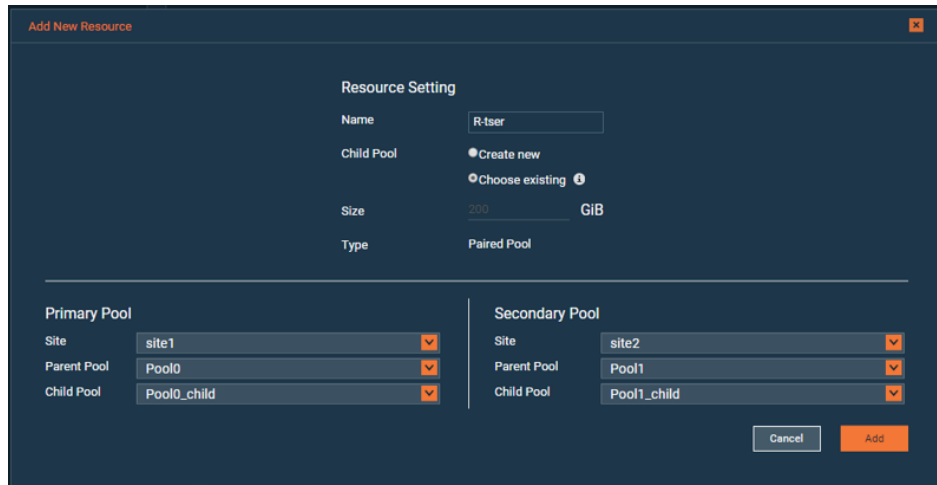 Add New Resource
Resource Setting
Name R-tser
Child Pool Create new
Choose existing
Size 200 GiB
Type Paired Pool
Primary Pool
Site site1
Parent Pool Pool0
Child Pool Pool0_child
Secondary Pool
Site site2
Parent Pool Pool1
Child Pool Pool1_child
Cancel Add